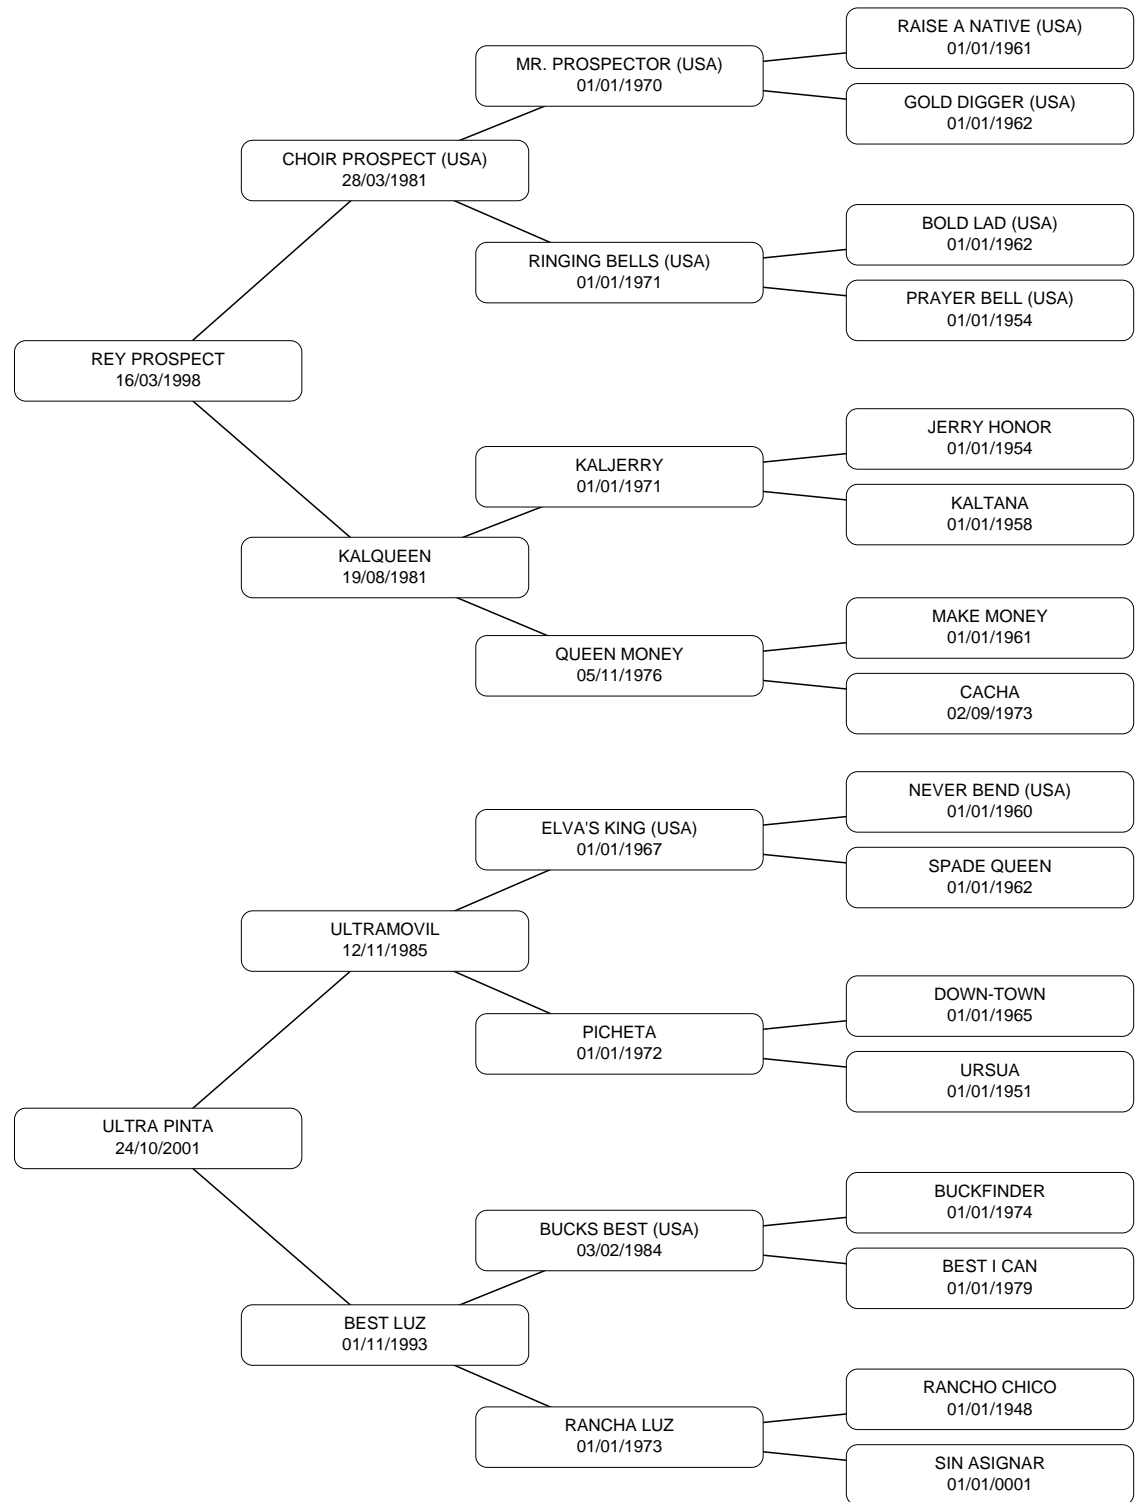 RAISE A NATIVE (USA)
01/01/1961
MR. PROSPECTOR (USA)
01/01/1970
GOLD DIGGER (USA)
01/01/1962
CHOIR PROSPECT (USA)
28/03/1981
BOLD LAD (USA)
01/01/1962
RINGING BELLS (USA)
01/01/1971
PRAYER BELL (USA)
01/01/1954
REY PROSPECT
16/03/1998
JERRY HONOR
01/01/1954
KALJERRY
01/01/1971
KALTANA
01/01/1958
KALQUEEN
19/08/1981
MAKE MONEY
01/01/1961
QUEEN MONEY
05/11/1976
CACHA
02/09/1973
NEVER BEND (USA)
01/01/1960
ELVA'S KING (USA)
01/01/1967
SPADE QUEEN
01/01/1962
ULTRAMOVIL
12/11/1985
DOWN-TOWN
01/01/1965
PICHETA
01/01/1972
URSUA
01/01/1951
ULTRA PINTA
24/10/2001
BUCKFINDER
01/01/1974
BUCKS BEST (USA)
03/02/1984
BEST I CAN
01/01/1979
BEST LUZ
01/11/1993
RANCHO CHICO
01/01/1948
RANCHA LUZ
01/01/1973
SIN ASIGNAR
01/01/0001